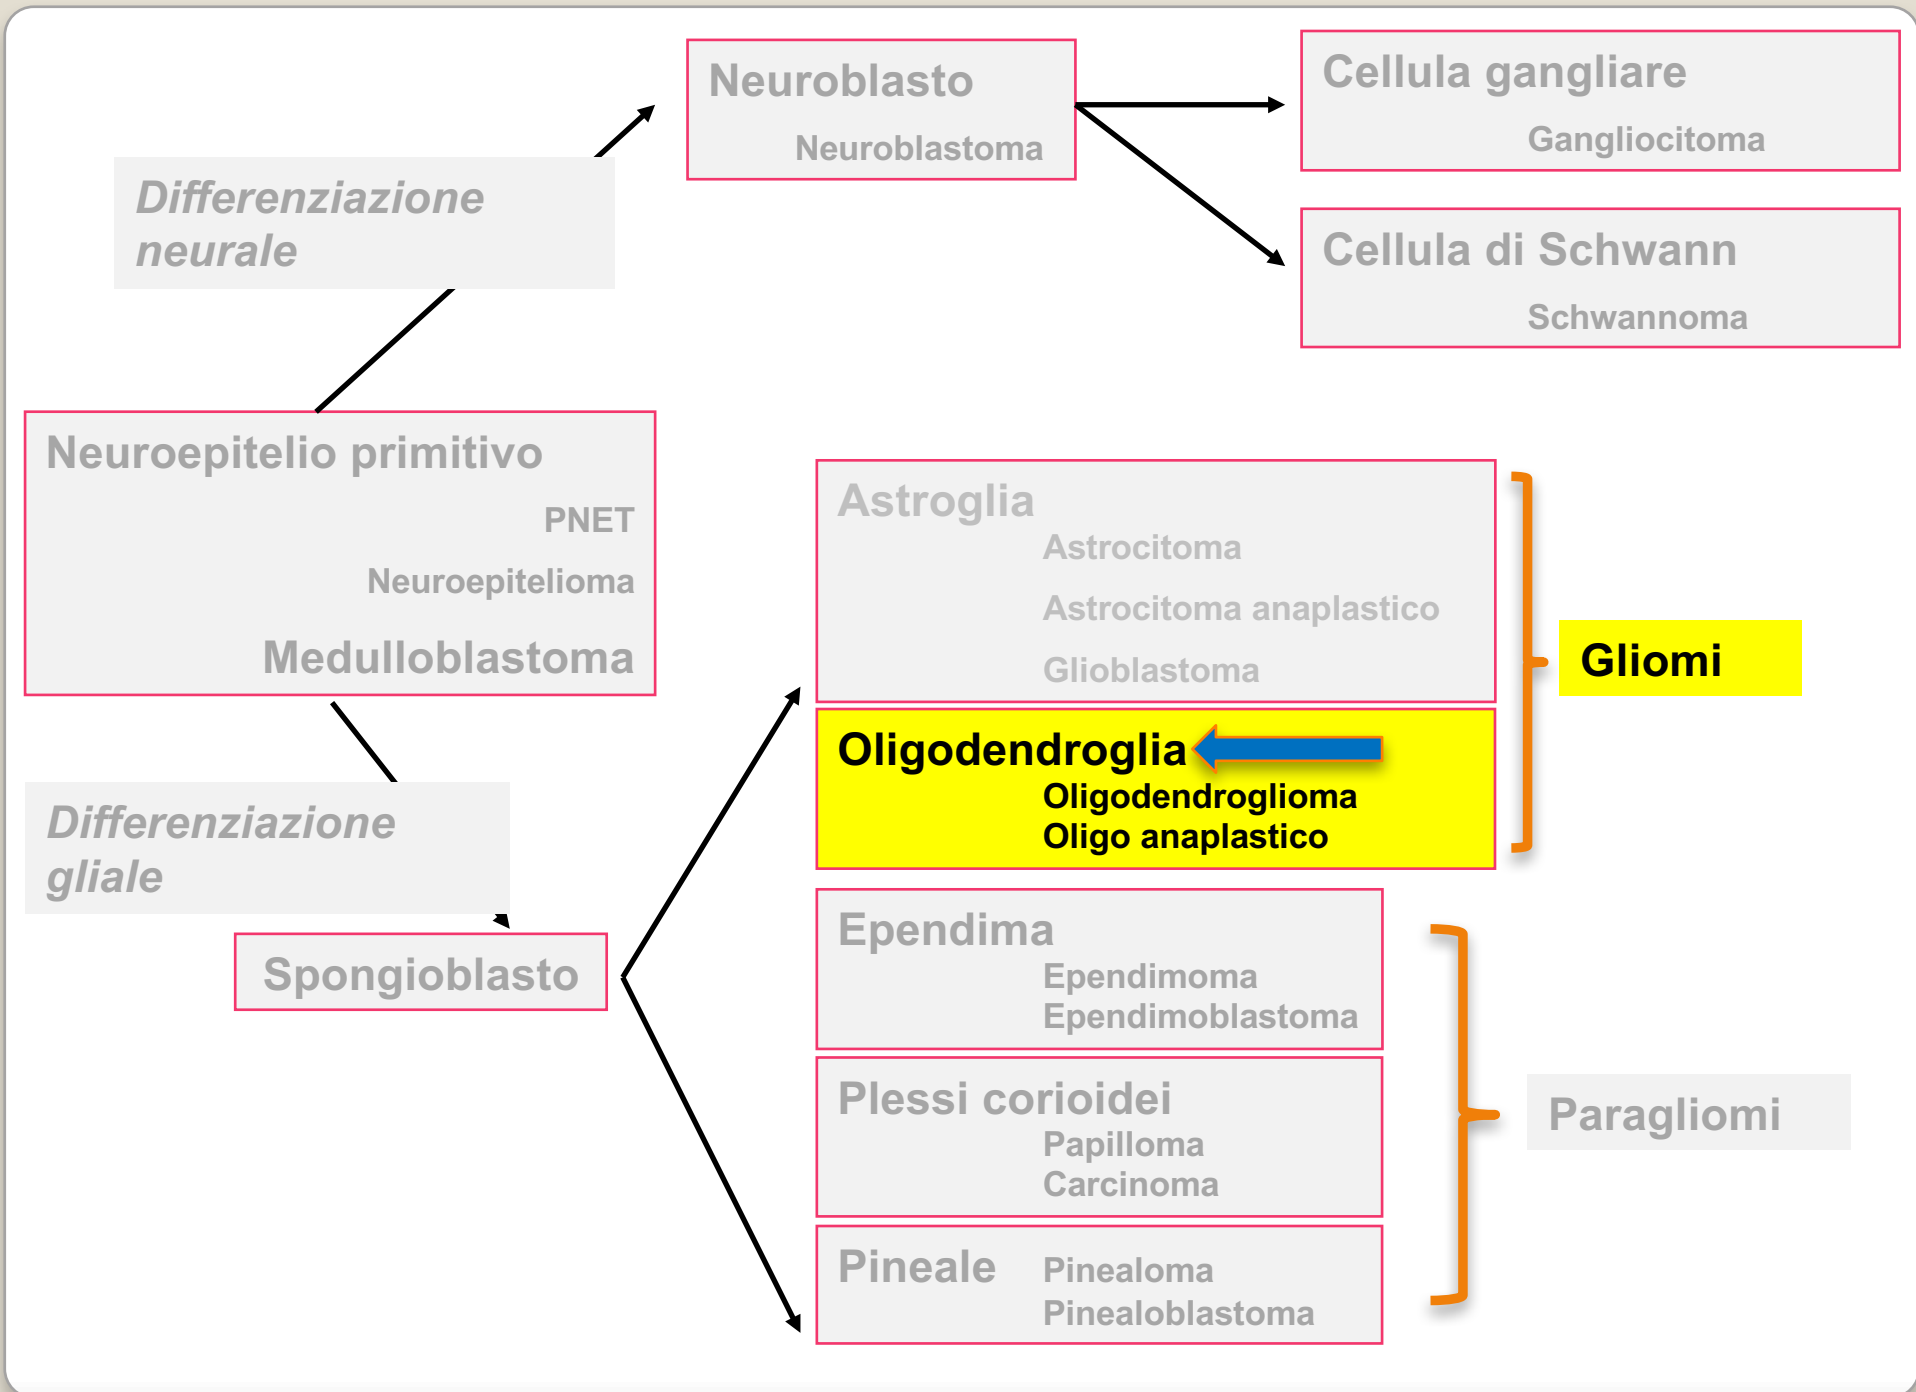 Neuroblasto
Neuroblastoma
Cellula gangliare
Gangliocitoma
Differenziazione
neurale
Cellula di Schwann
Schwannoma
Neuroepitelio primitivo
PNET
Neuroepitelioma
Medulloblastoma
Astroglia
Astrocitoma
Astrocitoma anaplastico
Glioblastoma
Gliomi
Oligodendroglia
Oligodendroglioma
Oligo anaplastico
Differenziazione
gliale
Spongioblasto
Ependima
Ependimoma
Ependimoblastoma
Plessi corioidei
Papilloma
Carcinoma
Paragliomi
Pineale Pinealoma
Pinealoblastoma